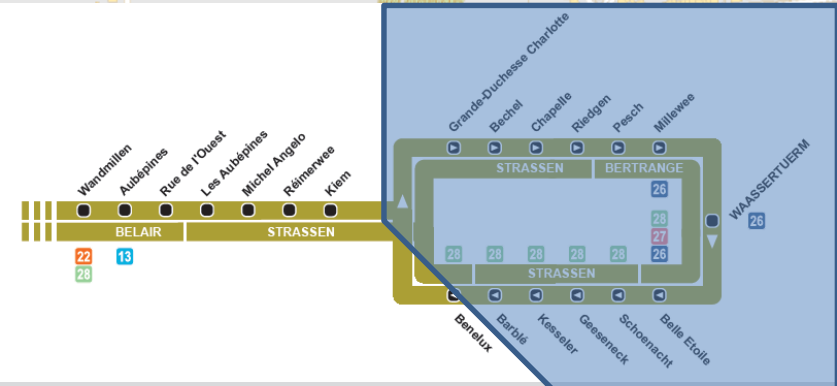 Grande-Duchesse Charlotte
Bechel
Chapelle
Riedgen
Pesch
Millewee
Wandmillen
Aubépines
Rue de l'Ouest
Les Aubépines
Michel Angelo
Réimerwee
Kiem
STRASSEN BERTRANGE
26
WAASSERTUERM
26
BELAIR STRASSEN
28
27
22 13
28 28 28 28 28 26
28
STRASSEN
Benelux
Barblé
Kesseler
Geeseneck
Schoenacht
Belle Etoile